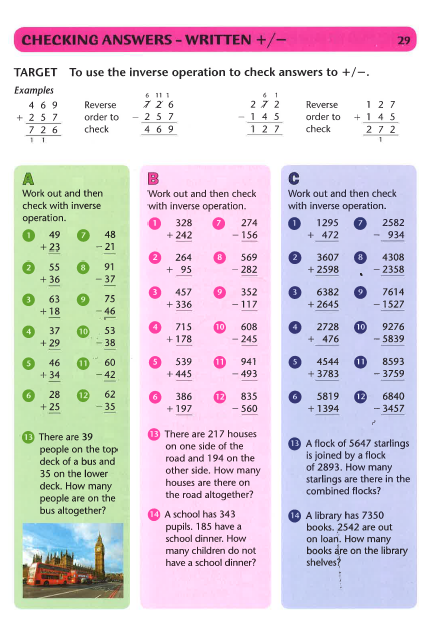 CHECKING ANSWERS – WRITTEN +/– 29
TARGET To use the inverse operation to check answers to +/–.
Examples
6 11 1
6 1
4 6 9 Reverse 7 2 6 2 7 2 Reverse 1 2 7
+ 2 5 7 order to – 2 5 7 – 1 4 5 order to + 1 4 5
7 2 6 check 4 6 9 1 2 7 check 2 7 2
1 1
1
A
Work out and then
check with inverse
operation.
1 49 7 48
+ 23 – 21
2 55 8 91
+ 36 – 37
3 63 9 75
+ 18 – 46
4 37 10 53
+ 29 – 38
5 46 11 60
+ 34 – 42
6 28 12 62
+ 25 – 35
13 There are 39
people on the top
deck of a bus and
35 on the lower
deck. How many
people are on the
bus altogether?
B
Work out and then check
with inverse operation.
1 328 7 274
+ 242 – 156
2 264 8 569
+ 95 – 282
3 457 9 352
+ 336 – 117
4 715 10 608
+ 178 – 245
5 539 11 941
+ 445 – 493
6 386 12 835
+ 197 – 560
13 There are 217 houses
on one side of the
road and 194 on the
other side. How many
houses are there on
the road altogether?
14 A school has 343
pupils. 185 have a
school dinner. How
many children do not
have a school dinner?
C
Work out and then check
with inverse operation.
1 1295 7 2582
+ 472 – 934
2 3607 8 4308
+ 2598 – 2358
3 6382 9 7614
+ 2645 – 1527
4 2728 10 9276
+ 476 – 5839
5 4544 11 8593
+ 3783 – 3759
6 5819 12 6840
+ 1394 – 3457
13 A flock of 5647 starlings
is joined by a flock
of 2893. How many
starlings are there in the
combined flocks?
14 A library has 7350
books. 2542 are out
on loan. How many
books are on the library
shelves?